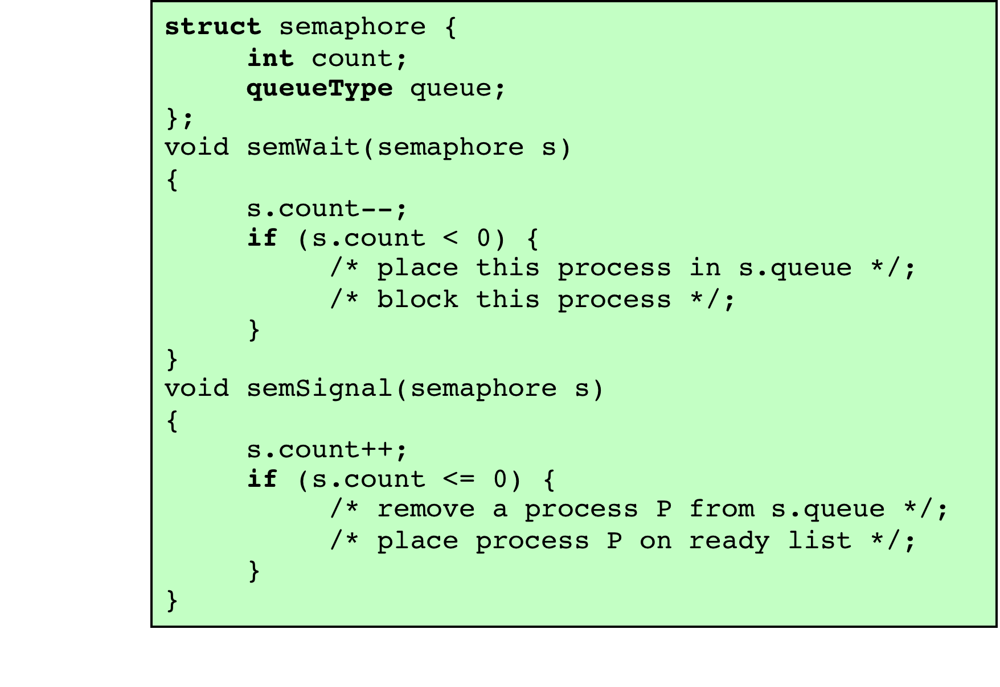 struct semaphore {
int count;
queueType queue;
};
void semWait(semaphore s)
{
s.count--;
if (s.count < 0) {
/* place this process in s.queue */;
/* block this process */;
}
}
void semSignal(semaphore s)
{
s.count++;
if (s.count <= 0) {
/* remove a process P from s.queue */;
/* place process P on ready list */;
}
}